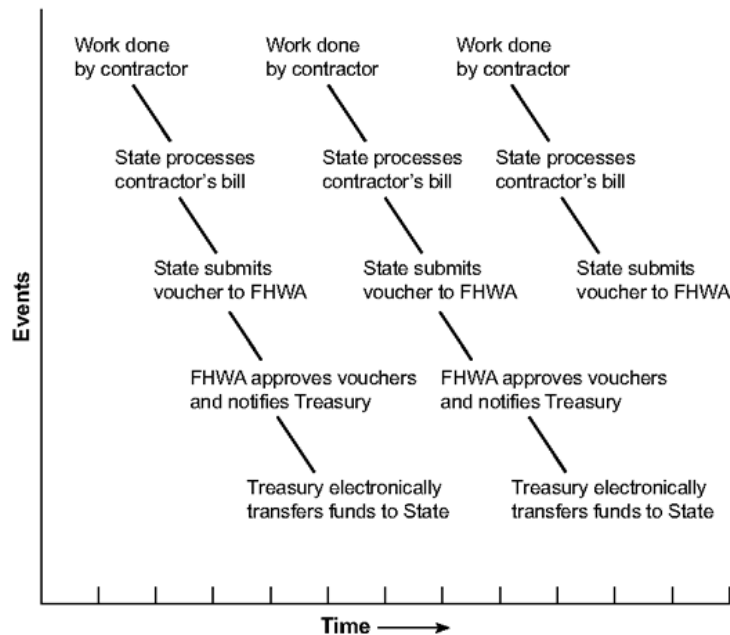 Work done
by contractor
Work done
by contractor
Work done
by contractor
State processes
contractor's bill
State processes
contractor's bill
State processes
contractor's bill
State submits
voucher to FHWA
State submits
voucher to FHWA
State submits
voucher to FHWA
FHWA approves vouchers
and notifies Treasury
FHWA approves vouchers
and notifies Treasury
Treasury electronically
transfers funds to State
Treasury electronically
transfers funds to State
Events
Time